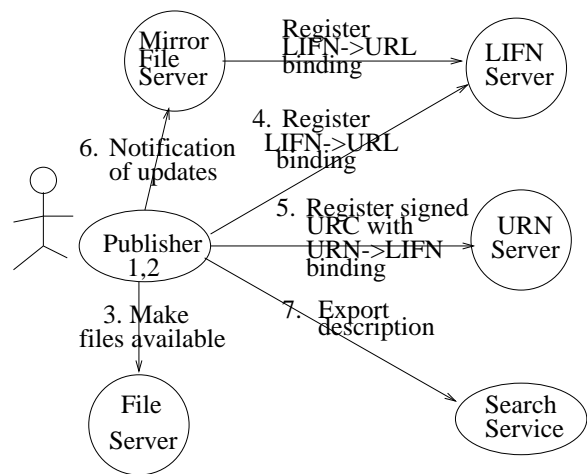 Mirror
File
Server
Register
LIFN->URL
binding
LIFN
Server
4. Register
LIFN->URL
binding
6. Notification
of updates
5. Register signed
URC with
URN->LIFN
binding
URN
Server
Publisher
1,2
3. Make
files available
7. Export
description
File
Server
Search
Service